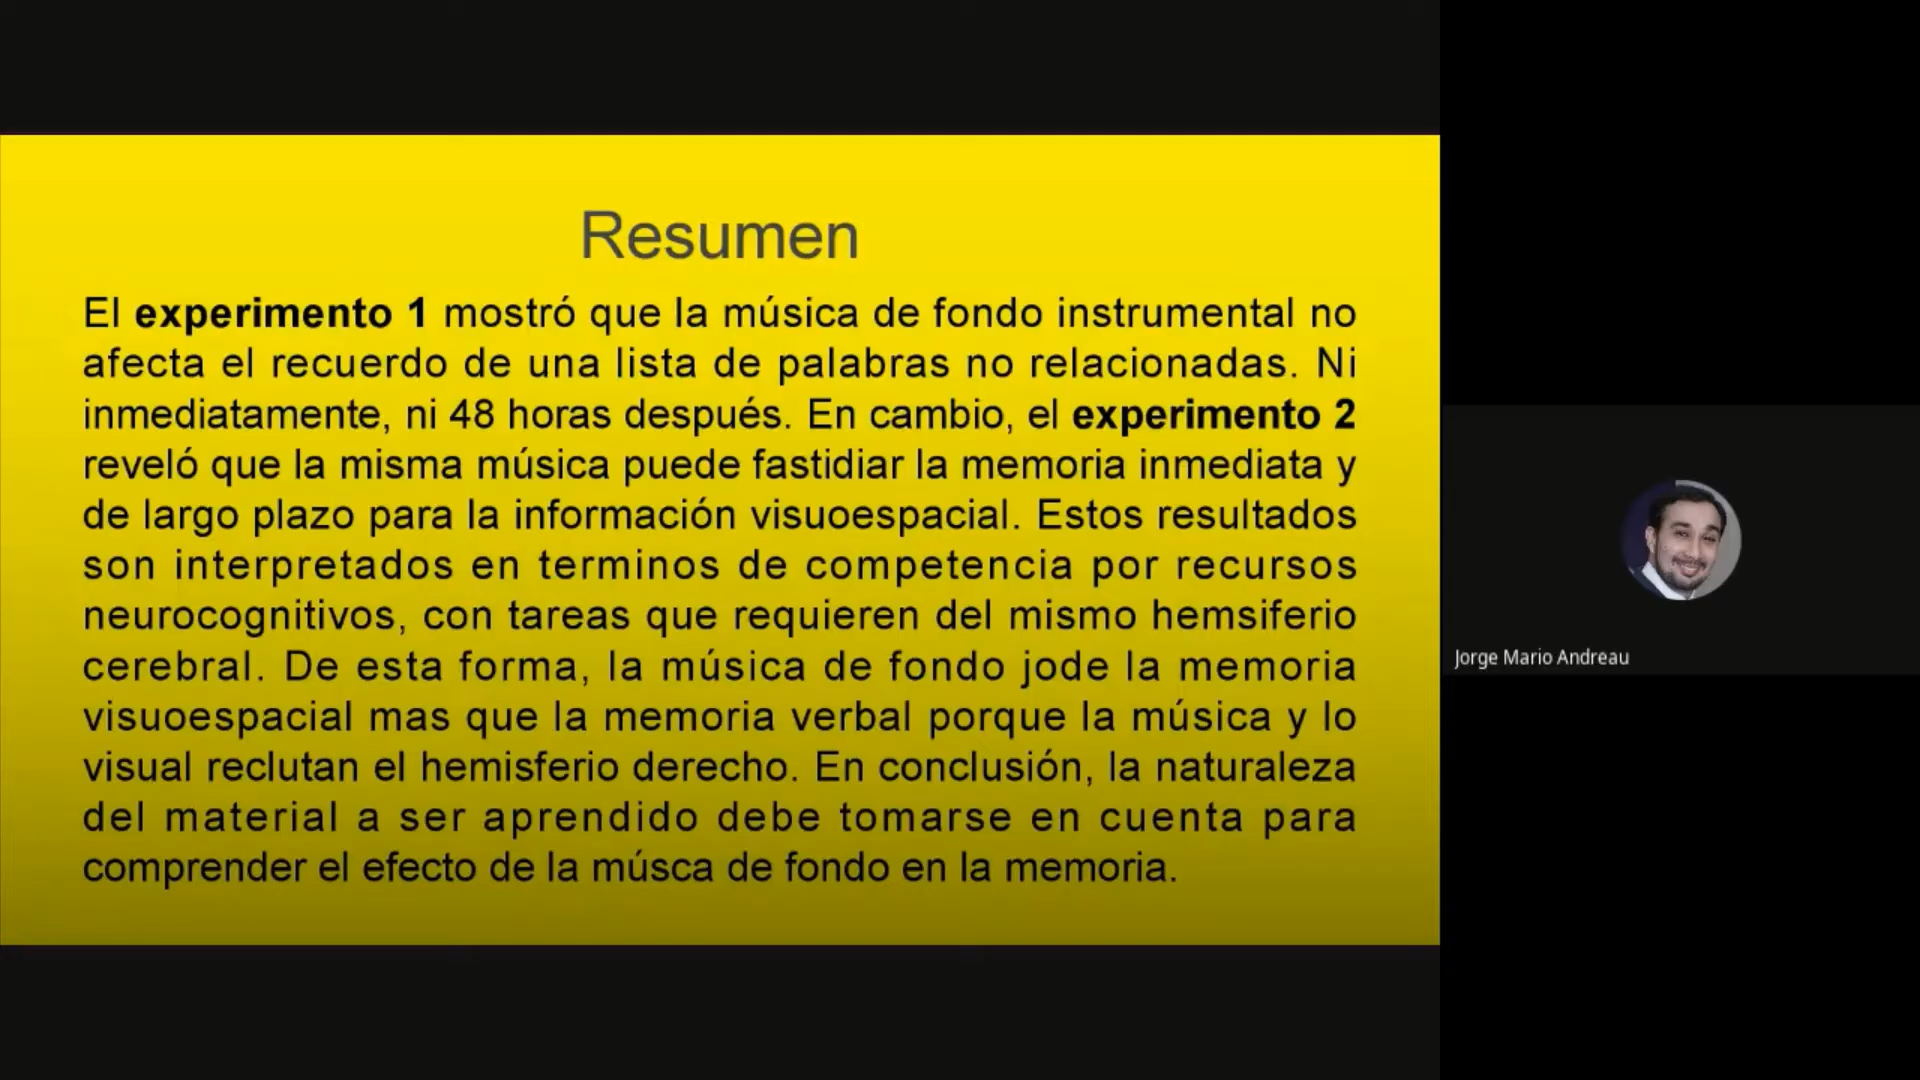 Resumen
El experimento 1 mostró que la música de fondo instrumental no
afecta el recuerdo de una lista de palabras no relacionadas. Ni
inmediatamente, ni 48 horas después. En cambio, el experimento 2
reveló que la misma música puede fastidiar la memoria inmediata y
de largo plazo para la información visuoespacial. Estos resultados
son interpretados en terminos de competencia por recursos
neurocognitivos, con tareas que requieren del mismo hemsiferio
cerebral. De esta forma, la música de fondo jode la memoria
visuoespacial mas que la memoria verbal porque la música y lo
visual reclutan el hemisferio derecho. En conclusión, la naturaleza
del material a ser aprendido debe tomarse en cuenta para
comprender el efecto de la músca de fondo en la memoria.
Jorge Mario Andreau